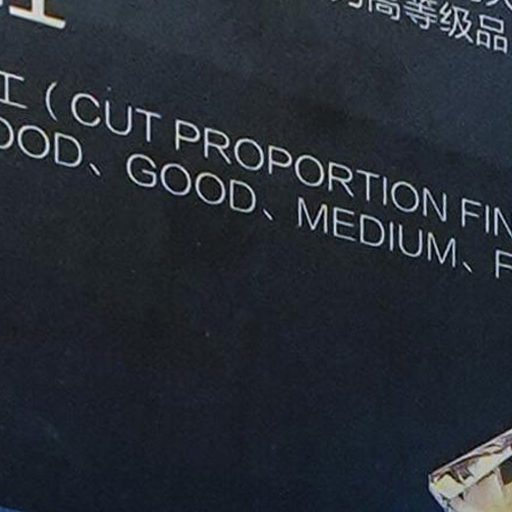 高等级品
工（CUT PROPORTION FIN
OOD、GOOD、MEDIUM、F